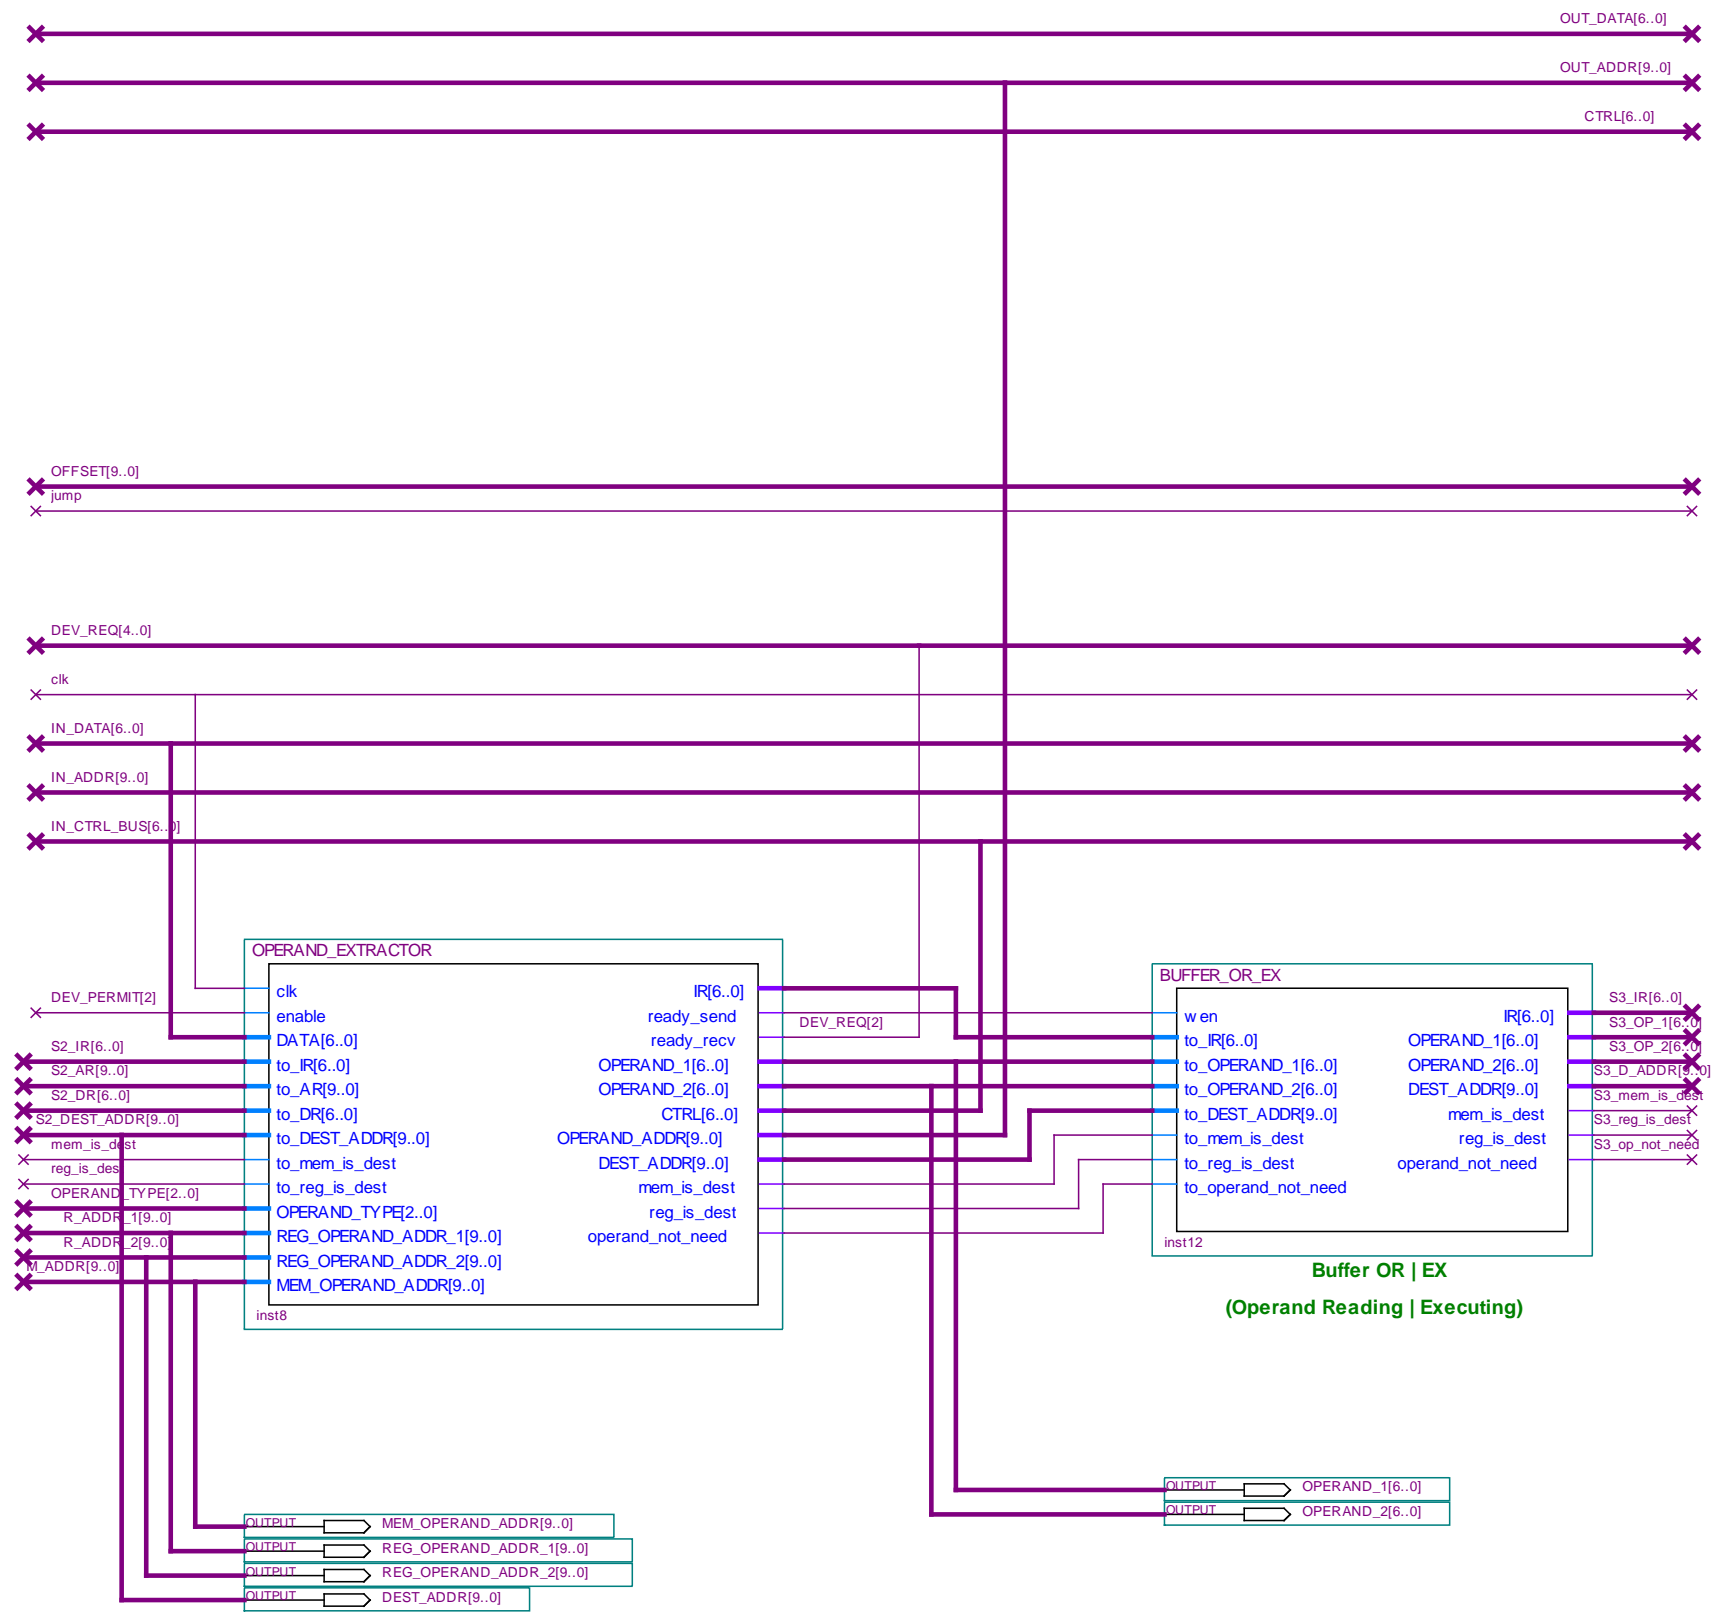 OUT_DATA[6..0]
OUT_ADDR[9..0]
CTRL[6..0]
OFFSET[9..0]
jump
DEV_REQ[4..0]
clk
IN_DATA[6..0]
IN_ADDR[9..0]
IN_CTRL_BUS[6..0]
DEV_PERMIT[2]
S2_IR[6..0]
S2_AR[9..0]
S2_DR[6..0]
S2_DEST_ADDR[9..0]
mem_is_dest
reg_is_dest
OPERAND_TYPE[2..0]
R_ADDR_1[9..0]
R_ADDR_2[9..0]
M_ADDR[9..0]
OPERAND_EXTRACTOR
clk
enable
DATA[6..0]
to_IR[6..0]
to_AR[9..0]
to_DR[6..0]
to_DEST_ADDR[9..0]
to_mem_is_dest
to_reg_is_dest
OPERAND_TYPE[2..0]
REG_OPERAND_ADDR_1[9..0]
REG_OPERAND_ADDR_2[9..0]
MEM_OPERAND_ADDR[9..0]
IR[6..0]
ready_send
ready_recv
OPERAND_1[6..0]
OPERAND_2[6..0]
CTRL[6..0]
OPERAND_ADDR[9..0]
DEST_ADDR[9..0]
mem_is_dest
reg_is_dest
operand_not_need
inst8
DEV_REQ[2]
BUFFER_OR_EX
wen
to_IR[6..0]
to_OPERAND_1[6..0]
to_OPERAND_2[6..0]
to_DEST_ADDR[9..0]
to_mem_is_dest
to_reg_is_dest
to_operand_not_need
IR[6..0]
OPERAND_1[6..0]
OPERAND_2[6..0]
DEST_ADDR[9..0]
mem_is_dest
reg_is_dest
operand_not_need
inst12
S3_IR[6..0]
S3_OP_1[6..0]
S3_OP_2[6..0]
S3_D_ADDR[9..0]
S3_mem_is_dest
S3_reg_is_dest
S3_op_not_need
Buffer OR | EX
(Operand Reading | Executing)
OUTPUT OPERAND_1[6..0]
OUTPUT OPERAND_2[6..0]
OUTPUT MEM_OPERAND_ADDR[9..0]
OUTPUT REG_OPERAND_ADDR_1[9..0]
OUTPUT REG_OPERAND_ADDR_2[9..0]
OUTPUT DEST_ADDR[9..0]